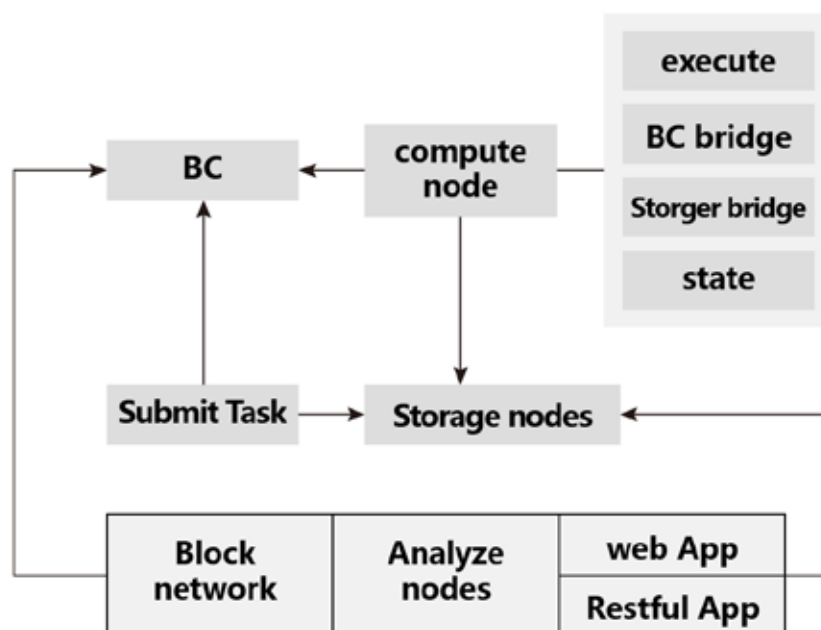 execute
BC bridge
Storger bridge
state
BC
compute
node
Submit Task
Storage nodes
Block
network
Analyze
nodes
web App
Restful App